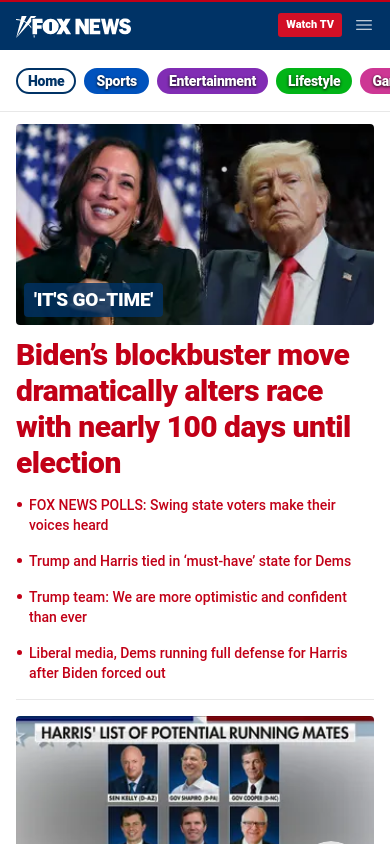 FOX NEWS
Watch TV
Home
Sports
Entertainment
Lifestyle
'IT'S GO-TIME'
Biden’s blockbuster move
dramatically alters race
with nearly 100 days until
election
• FOX NEWS POLLS: Swing state voters make their
voices heard
• Trump and Harris tied in ‘must-have’ state for Dems
• Trump team: We are more optimistic and confident
than ever
• Liberal media, Dems running full defense for Harris
after Biden forced out
HARRIS' LIST OF POTENTIAL RUNNING MATES
SEN KELLY (D-AZ)
GOV SHAPIRO (D-PA)
GOV COOPER (D-NC)